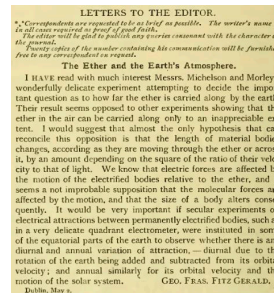 LETTERS TO THE EDITOR.
*⁎*Correspondents are requested to be as brief as possible. The writer's name
in all cases required as proof of good faith.
The editor will be glad to publish any queries consonant with the character
the journal.
Twenty copies of the number containing his communication will be furnish
free to any correspondent on request.
The Ether and the Earth's Atmosphere.
I HAVE read with much interest Messrs. Michelson and Morley
wonderfully delicate experiment attempting to decide the impor
tant question as to how far the ether is carried along by the earth
Their result seems opposed to other experiments showing that th
ether in the air can be carried along only to an inappreciable ex
tent. I would suggest that almost the only hypothesis that ca
reconcile this opposition is that the length of material bodie
changes, according as they are moving through the ether or acros
it, by an amount depending on the square of the ratio of their velo
city to that of light. We know that electric forces are affected b
the motion of the electrified bodies relative to the ether, and i
seems a not improbable supposition that the molecular forces ar
affected by the motion, and that the size of a body alters conse
quently. It would be very important if secular experiments o
electrical attractions between permanently electrified bodies, such a
in a very delicate quadrant electrometer, were instituted in som
of the equatorial parts of the earth to observe whether there is an
diurnal and annual variation of attraction, — diurnal due to th
rotation of the earth being added and subtracted from its orbita
velocity; and annual similarly for its orbital velocity and th
motion of the solar system. GEO. FRAS. FITZ GERALD,
Dublin, May 2.